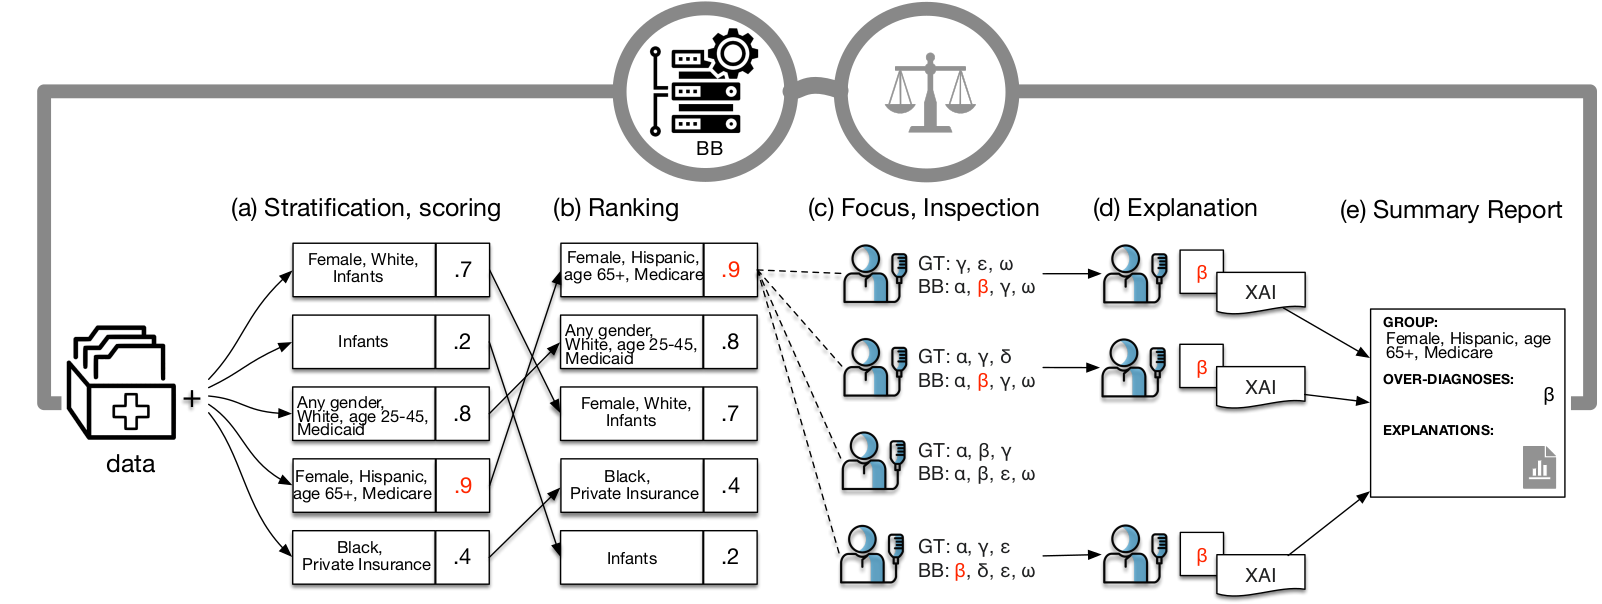 BB
(a) Stratification, scoring
(b) Ranking
(c) Focus, Inspection
(d) Explanation
(e) Summary Report
data
+
Female, White,
Infants
.7
Infants
.2
Any gender,
White, age 25-45,
Medicaid
.8
Female, Hispanic,
age 65+, Medicare
.9
Black,
Private Insurance
.4
Female, Hispanic,
age 65+, Medicare
.9
Any gender,
White, age 25-45,
Medicaid
.8
Female, White,
Infants
.7
Black,
Private Insurance
.4
Infants
.2
GT: γ, ε, ω
BB: α, β, γ, ω
GT: α, γ, δ
BB: α, β, γ, ω
GT: α, β, γ
BB: α, β, ε, ω
GT: α, γ, ε
BB: β, δ, ε, ω
β
XAI
β
XAI
β
XAI
GROUP:
Female, Hispanic, age
65+, Medicare
OVER-DIAGNOSES:
β
EXPLANATIONS: